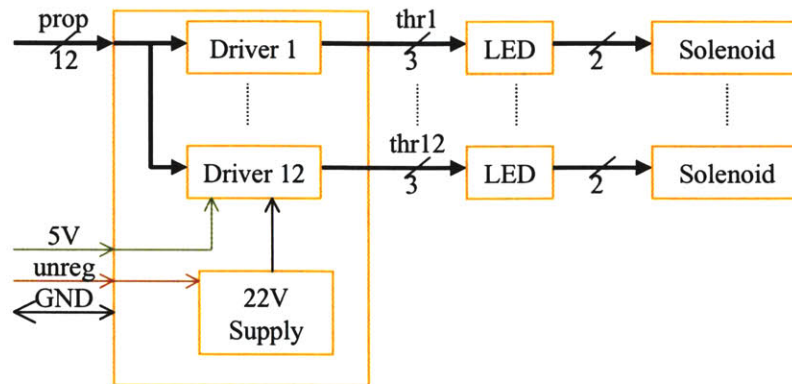 prop
12
Driver 1
thr1
3
LED
2
Solenoid
Driver 12
thr12
3
LED
2
Solenoid
5V
unreg
GND
22V
Supply